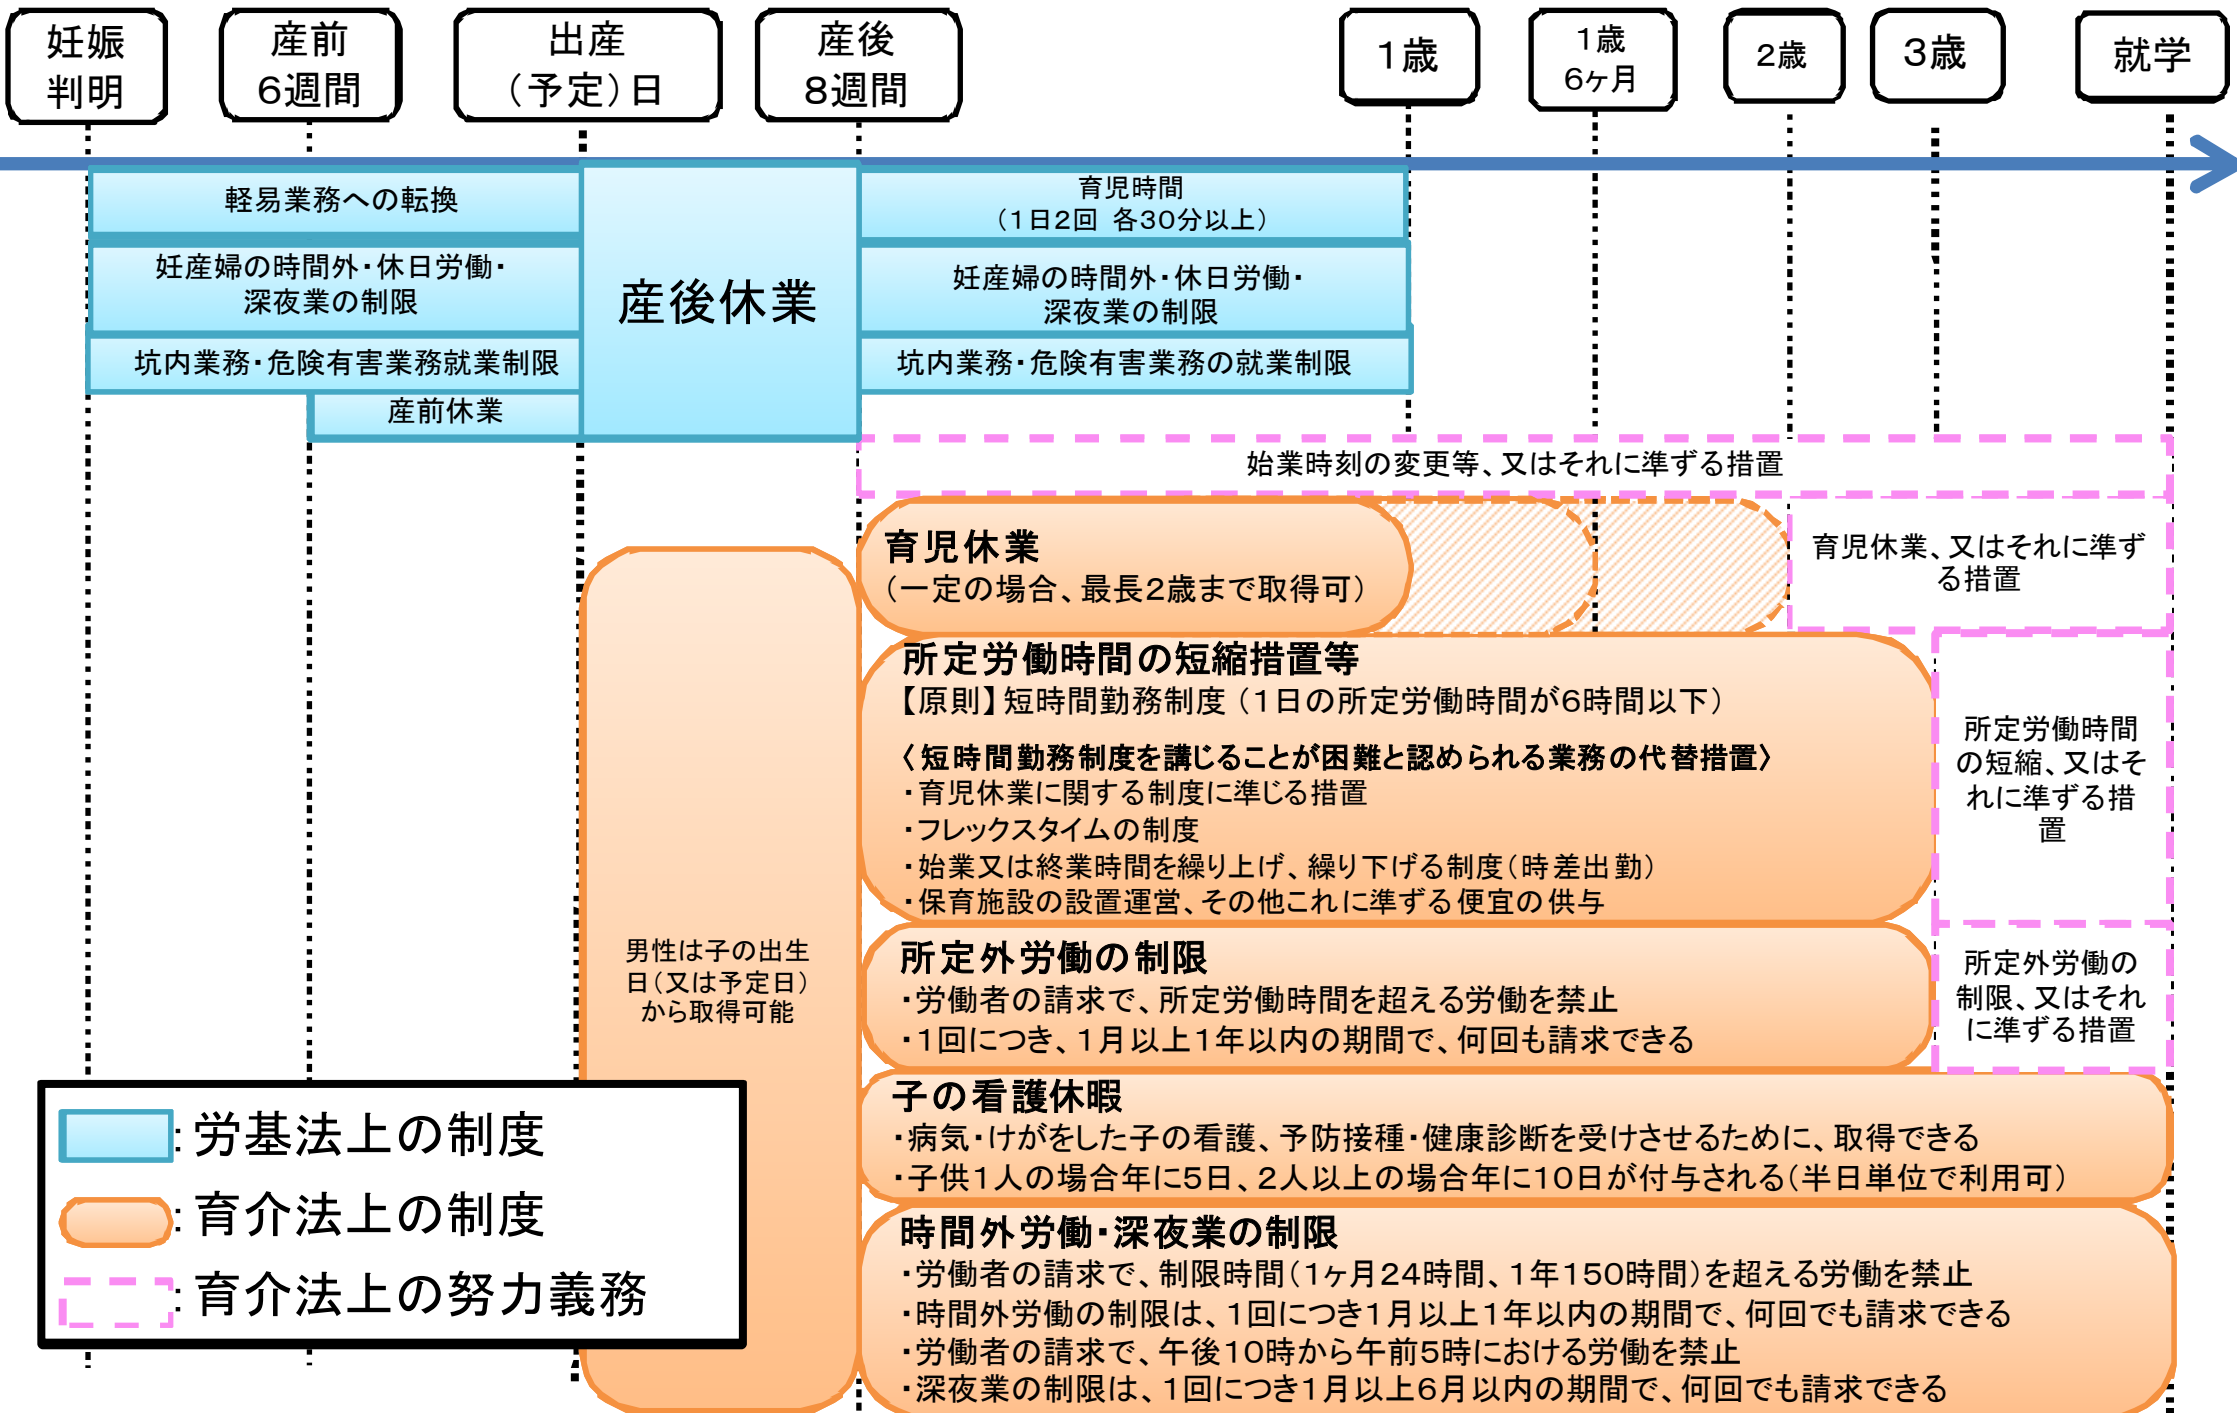 妊娠
判明
産前
6週間
出産
（予定）日
産後
8週間
1歳
1歳
6ヶ月
2歳
3歳
就学
軽易業務への転換
妊産婦の時間外・休日労働・
深夜業の制限
坑内業務・危険有害業務就業制限
産前休業
産後休業
育児時間
（1日2回 各30分以上）
妊産婦の時間外・休日労働・
深夜業の制限
坑内業務・危険有害業務の就業制限
始業時刻の変更等、又はそれに準ずる措置
育児休業
（一定の場合、最長2歳まで取得可）
育児休業、又はそれに準ず
る措置
所定労働時間の短縮措置等
【原則】短時間勤務制度（1日の所定労働時間が6時間以下）
〈短時間勤務制度を講じることが困難と認められる業務の代替措置〉
・育児休業に関する制度に準じる措置
・フレックスタイムの制度
・始業又は終業時間を繰り上げ、繰り下げる制度（時差出勤）
・保育施設の設置運営、その他これに準ずる便宜の供与
所定労働時間
の短縮、又はそ
れに準ずる措
置
男性は子の出生
日（又は予定日）
から取得可能
所定外労働の制限
・労働者の請求で、所定労働時間を超える労働を禁止
・1回につき、1月以上1年以内の期間で、何回も請求できる
所定外労働の
制限、又はそれ
に準ずる措置
子の看護休暇
・病気・けがをした子の看護、予防接種・健康診断を受けさせるために、取得できる
・子供1人の場合年に5日、2人以上の場合年に10日が付与される（半日単位で利用可）
時間外労働・深夜業の制限
・労働者の請求で、制限時間（1ヶ月24時間、1年150時間）を超える労働を禁止
・時間外労働の制限は、1回につき1月以上1年以内の期間で、何回でも請求できる
・労働者の請求で、午後10時から午前5時における労働を禁止
・深夜業の制限は、1回につき1月以上6月以内の期間で、何回でも請求できる
：労基法上の制度
：育介法上の制度
：育介法上の努力義務